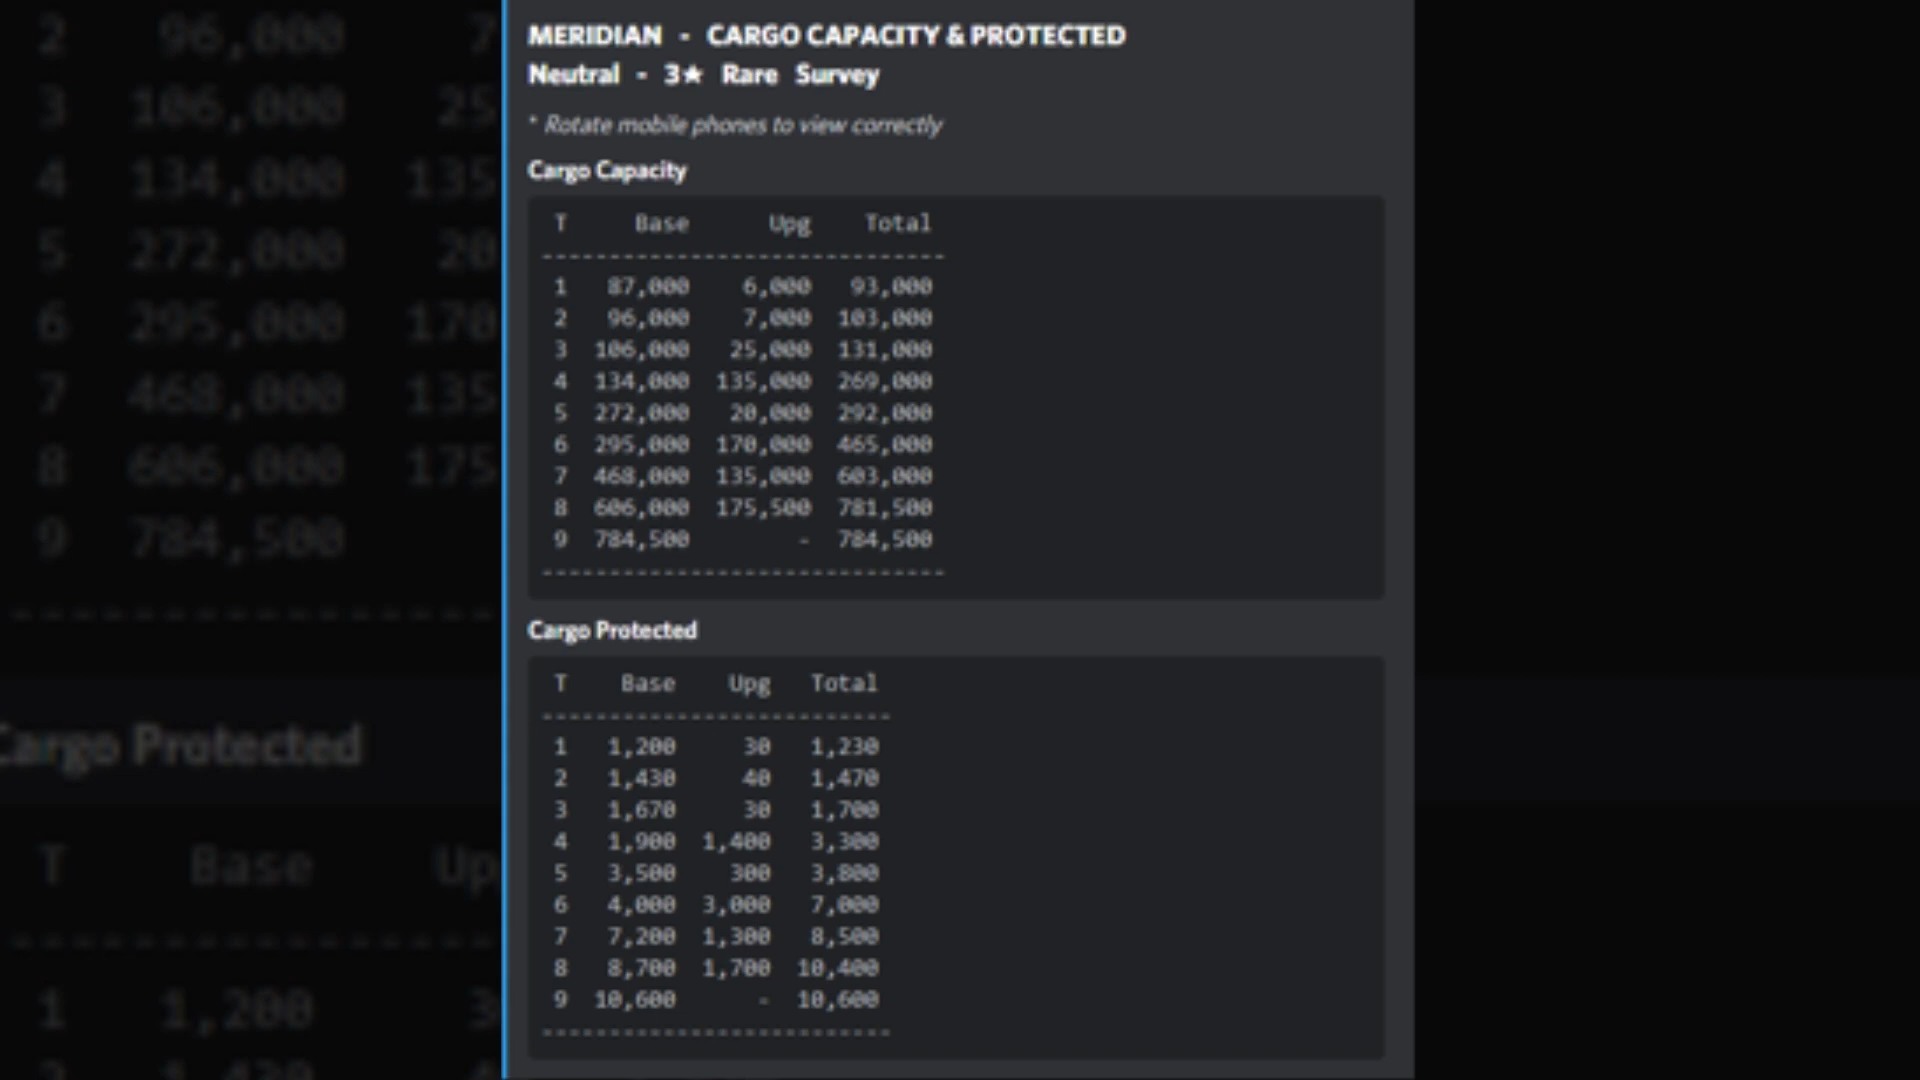 MERIDIAN - CARGO CAPACITY & PROTECTED
Neutral - 3★ Rare Survey
* Rotate mobile phones to view correctly
Cargo Capacity
T Base Upg Total
------------------------------
1 87,000 6,000 93,000
2 96,000 7,000 103,000
3 106,000 25,000 131,000
4 134,000 135,000 269,000
5 272,000 20,000 292,000
6 295,000 170,000 465,000
7 468,000 135,000 603,000
8 606,000 175,500 781,500
9 784,500 - 784,500
------------------------------
Cargo Protected
T Base Upg Total
--------------------------
1 1,200 30 1,230
2 1,430 40 1,470
3 1,670 30 1,700
4 1,900 1,400 3,300
5 3,500 300 3,800
6 4,000 3,000 7,000
7 7,200 1,300 8,500
8 8,700 1,700 10,400
9 10,600 - 10,600
--------------------------